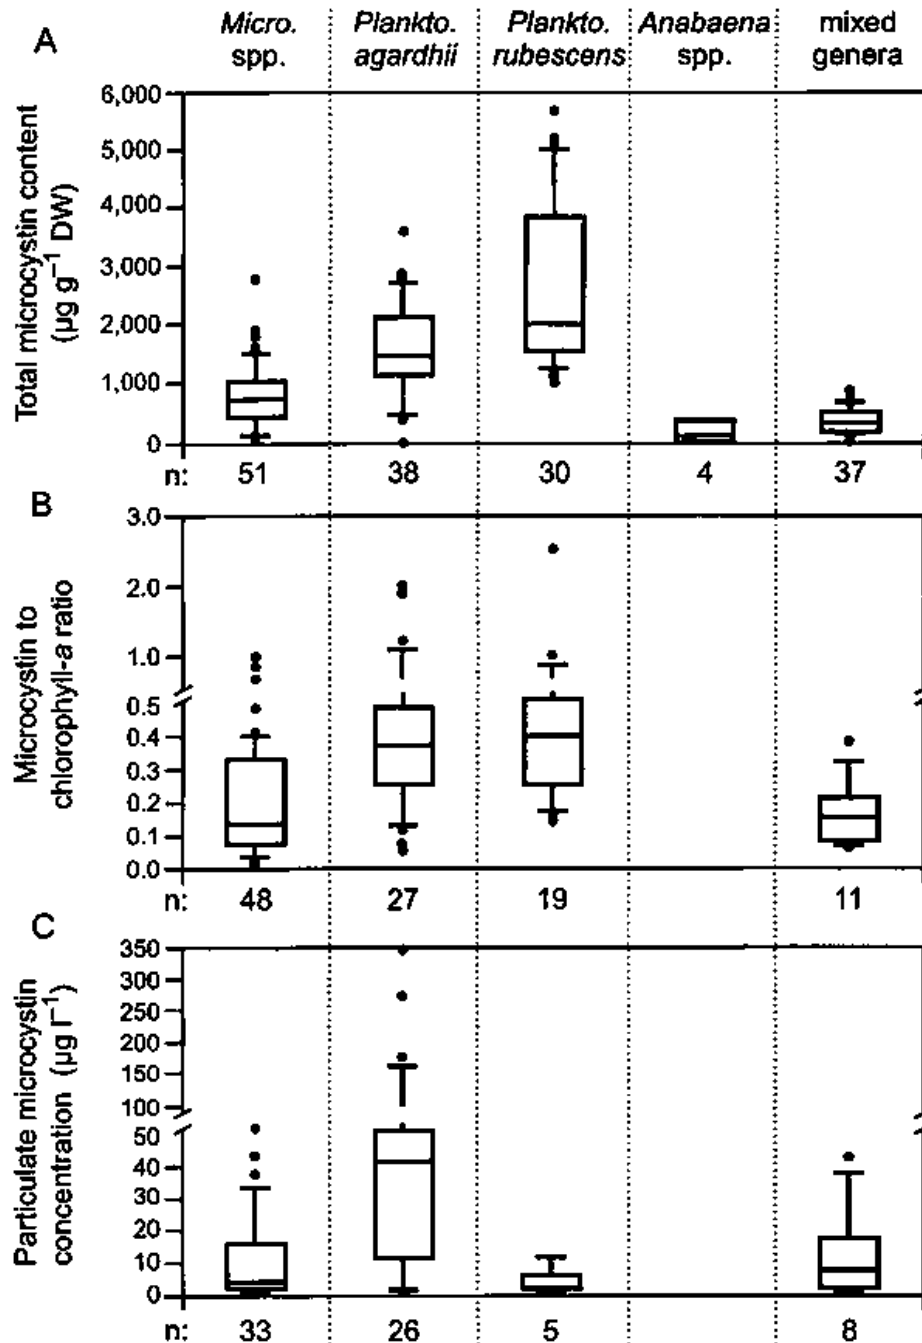 A
Micro. spp.
Plankto. agardhii
Plankto. rubescens
Anabaena spp.
mixed genera
Total microcystin content
(µg g⁻¹ DW)
6,000
5,000
4,000
3,000
2,000
1,000
0
n: 51 38 30 4 37
B
Microcystin to
chlorophyll-a ratio
3.0
2.0
1.0
0.5
0.4
0.3
0.2
0.1
0.0
n: 48 27 19 11
C
Particulate microcystin
concentration (µg l⁻¹)
350
300
250
200
150
100
50
40
30
20
10
0
n: 33 26 5 8